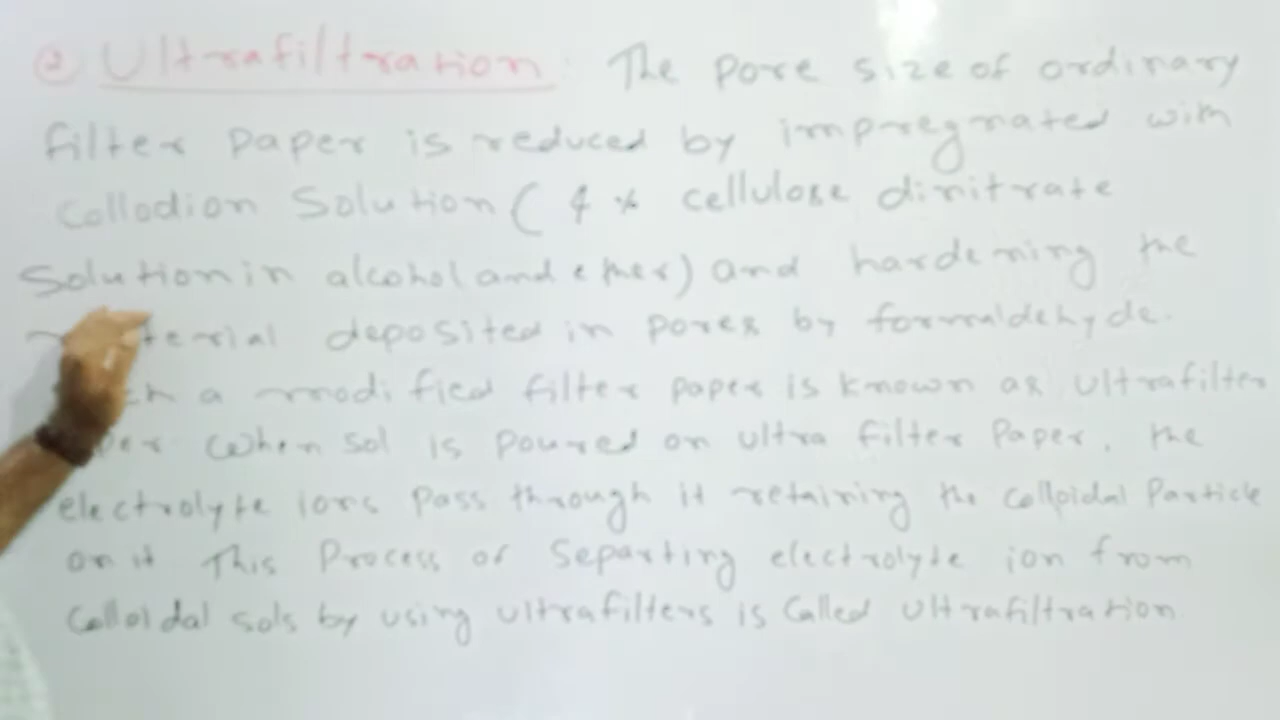 ② Ultrafiltration : The pore size of ordinary
filter paper is reduced by impregnated with
Collodion Solution ( 4 % cellulose dinitrate
Solution in alcohol and ether) and hardening the
deposited in pores by formaldehyde.
a modified filter paper is known as Ultrafilter
When sol is poured on ultra filter Paper. The
electrolyte ions pass through it retaining the colloidal Particle
on it This Process of Separting electrolyte ion from
Colloidal sols by using ultrafilters is Called Ultrafiltration